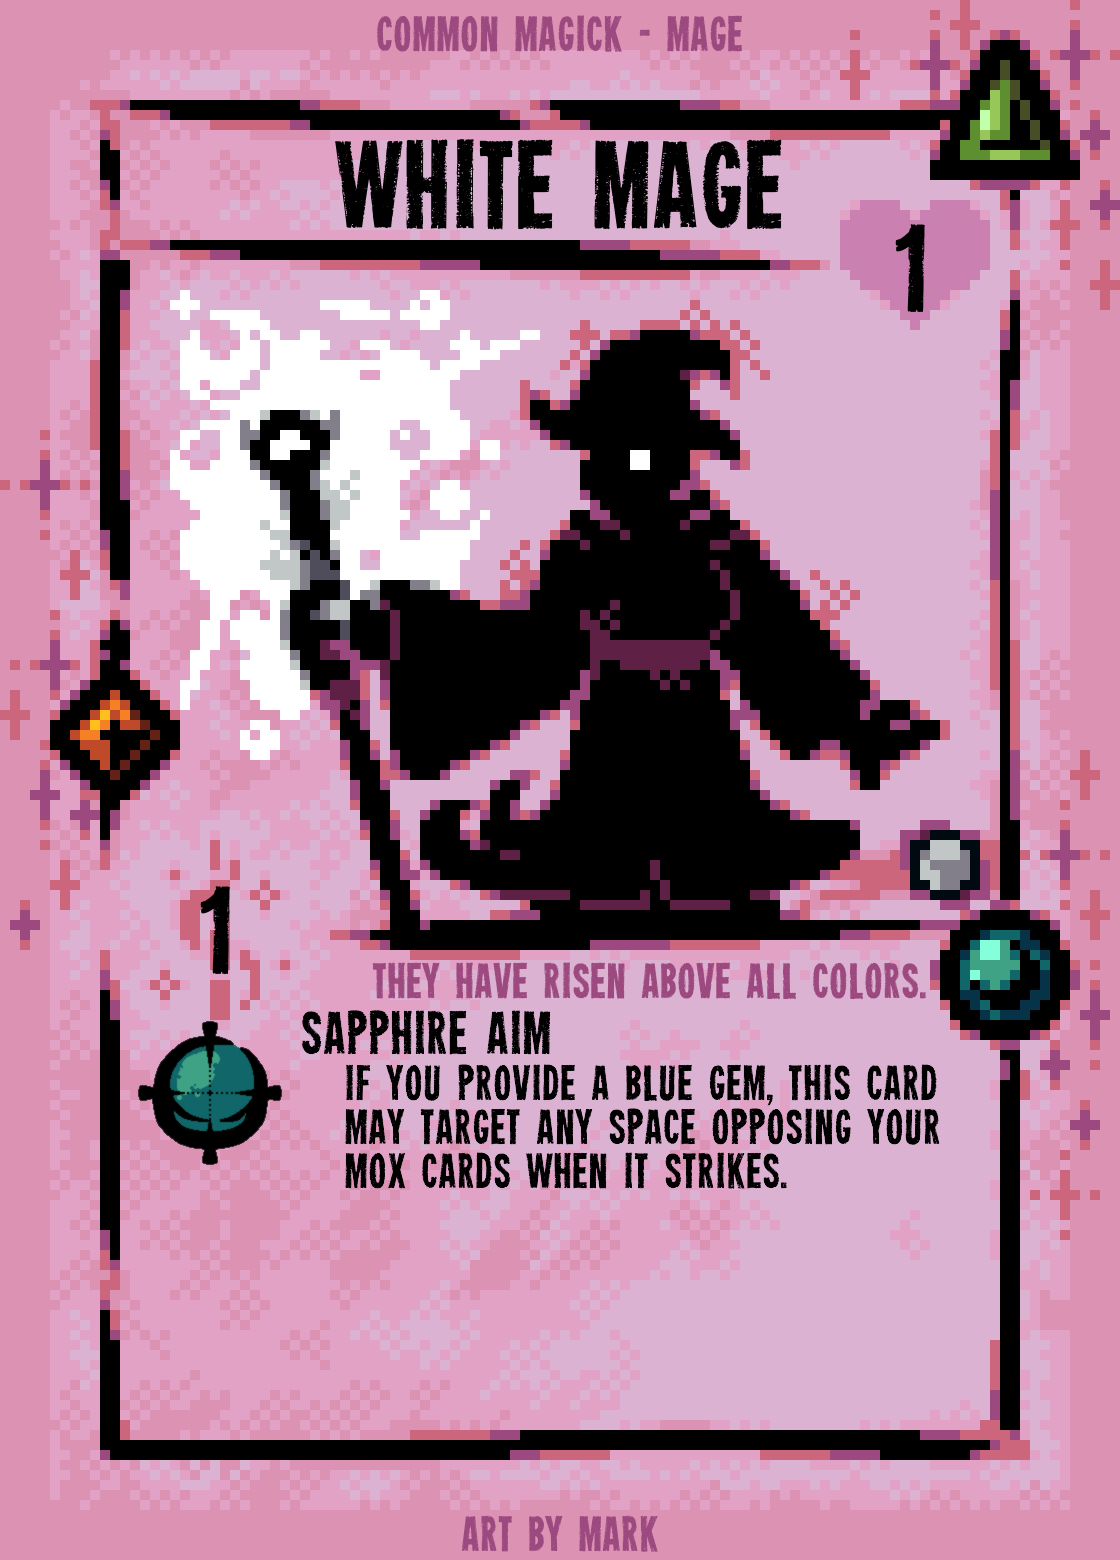 COMMON MAGICK - MAGE
WHITE MAGE
1
1
THEY HAVE RISEN ABOVE ALL COLORS.
SAPPHIRE AIM
IF YOU PROVIDE A BLUE GEM, THIS CARD
MAY TARGET ANY SPACE OPPOSING YOUR
MOX CARDS WHEN IT STRIKES.
ART BY MARK